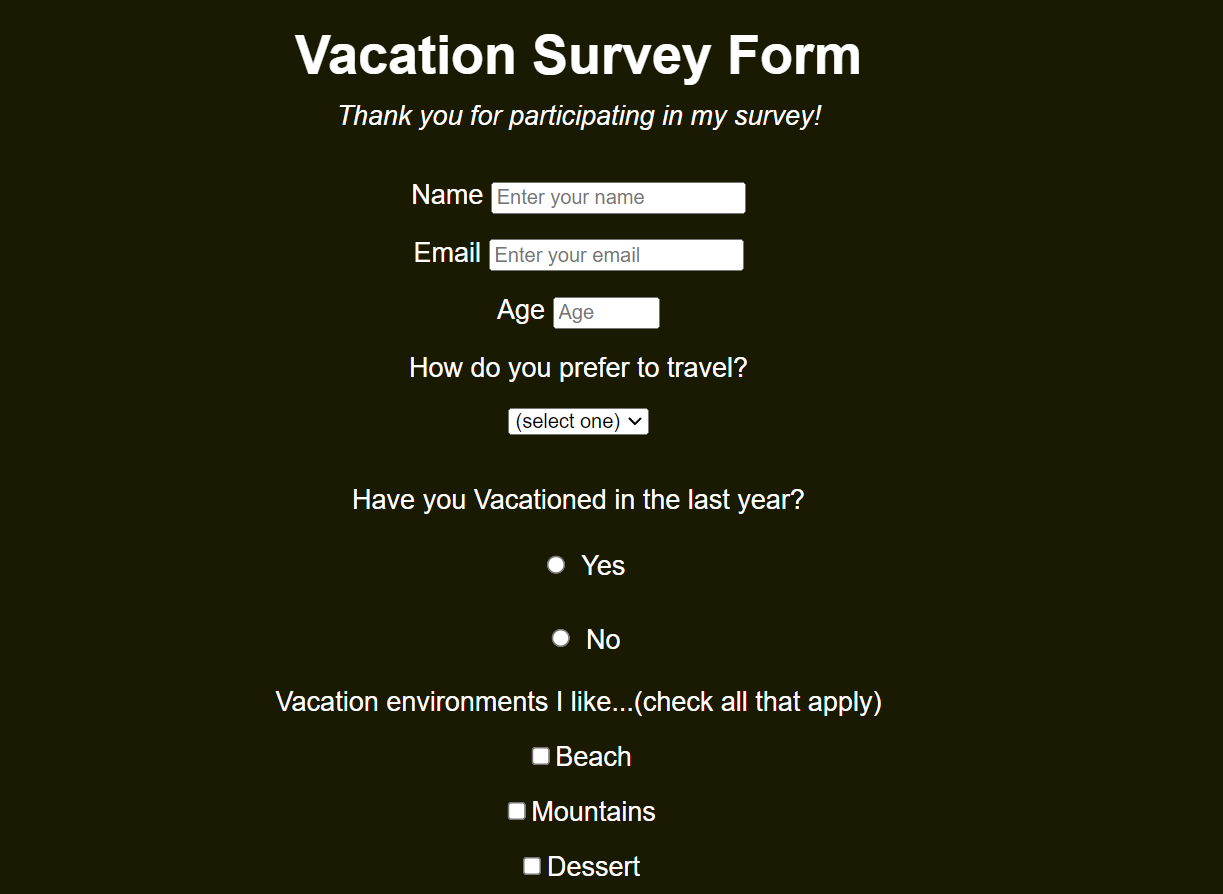 Vacation Survey Form
Thank you for participating in my survey!
Name Enter your name
Email Enter your email
Age Age
How do you prefer to travel?
(select one)
Have you Vacationed in the last year?
Yes
No
Vacation environments I like...(check all that apply)
Beach
Mountains
Dessert